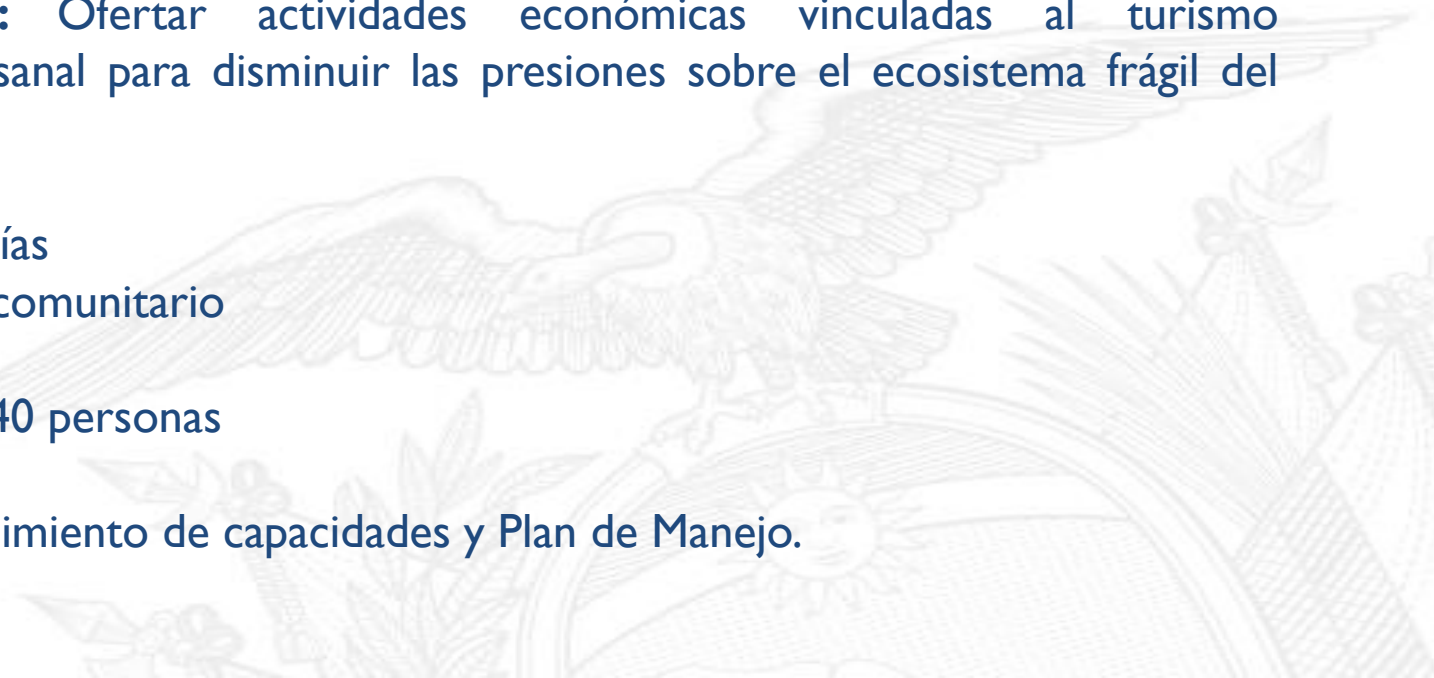 : Ofertar actividades económicas vinculadas al turismo
sanal para disminuir las presiones sobre el ecosistema frágil del
ías
comunitario
40 personas
imiento de capacidades y Plan de Manejo.